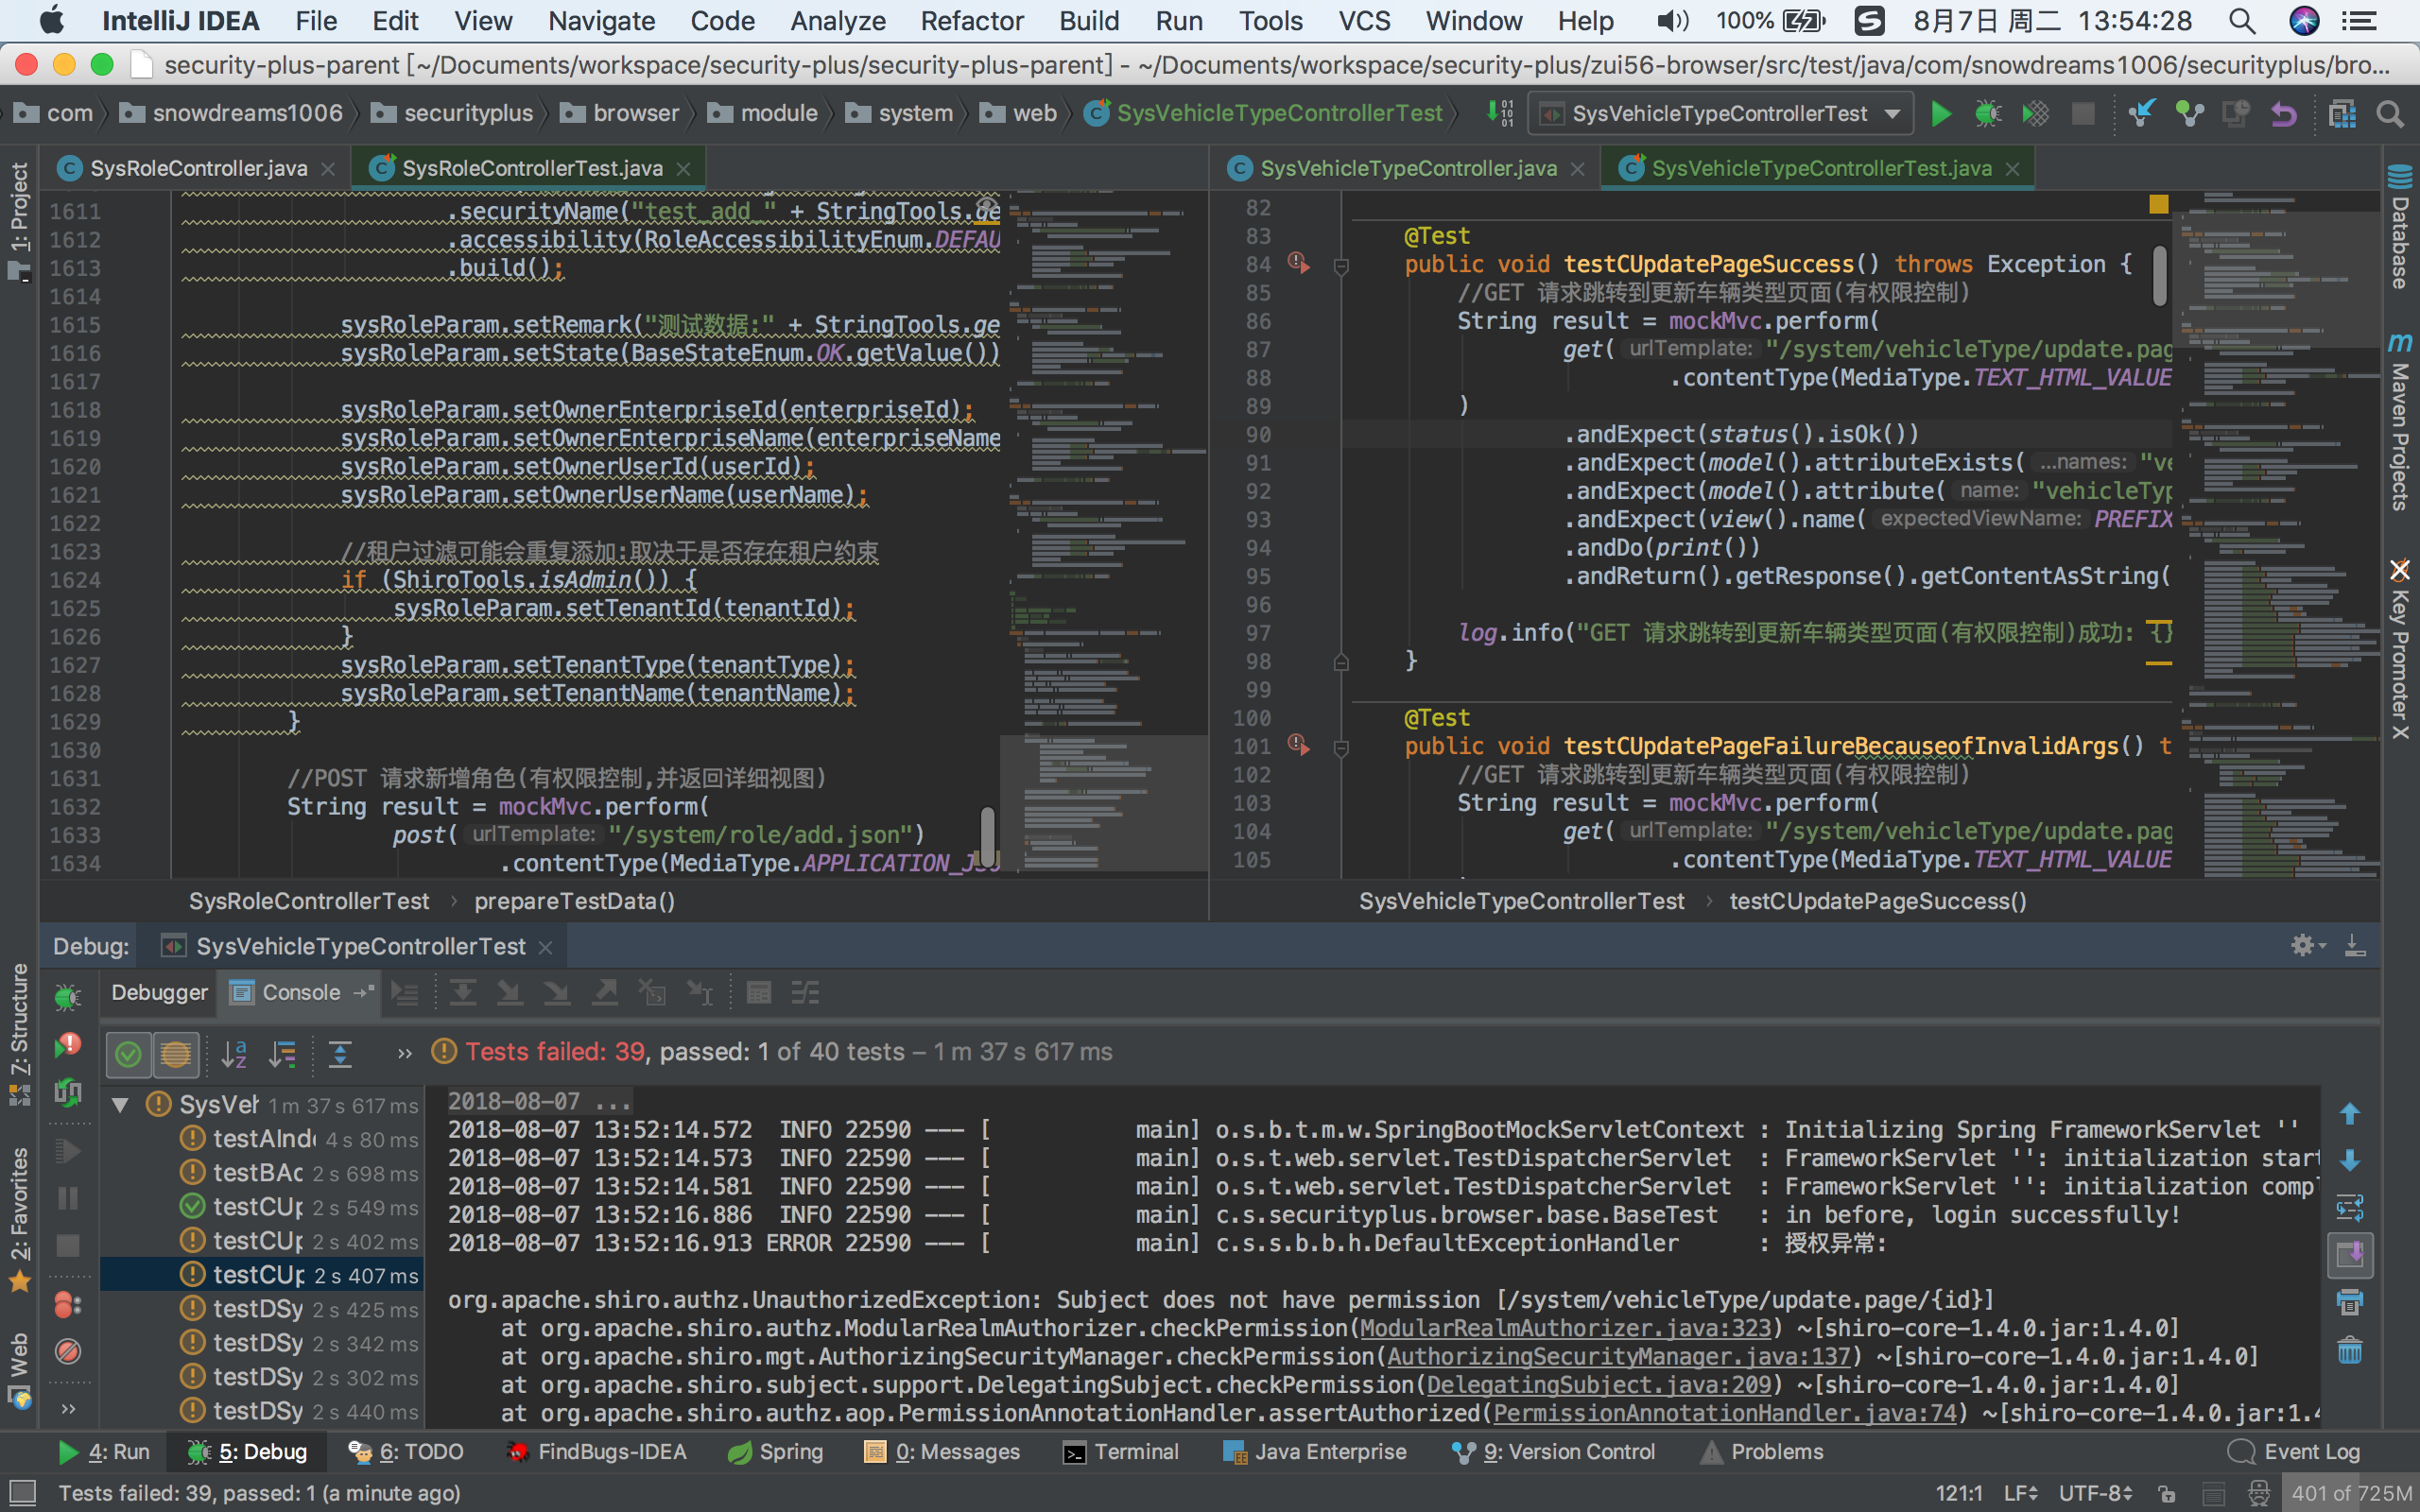 IntelliJ IDEA File Edit View Navigate Code Analyze Refactor Build Run Tools VCS Window Help 100% 8月7日 周二 13:54:28
security-plus-parent [~/Documents/workspace/security-plus/security-plus-parent] - ~/Documents/workspace/security-plus/zui56-browser/src/test/java/com/snowdreams1006/securityplus/bro...
com snowdreams1006 securityplus browser module system web SysVehicleTypeControllerTest SysVehicleTypeControllerTest
SysRoleController.java SysRoleControllerTest.java
1611 .securityName("test_add_" + StringTools.ge
1612 .accessibility(RoleAccessibilityEnum.DEFAU
1613 .build();
1614
1615 sysRoleParam.setRemark("测试数据:" + StringTools.ge
1616 sysRoleParam.setState(BaseStateEnum.OK.getValue())
1617
1618 sysRoleParam.setOwnerEnterpriseId(enterpriseId);
1619 sysRoleParam.setOwnerEnterpriseName(enterpriseName
1620 sysRoleParam.setOwnerUserId(userId);
1621 sysRoleParam.setOwnerUserName(userName);
1622
1623 //租户过滤可能会重复添加:取决于是否存在租户约束
1624 if (ShiroTools.isAdmin()) {
1625 sysRoleParam.setTenantId(tenantId);
1626 }
1627 sysRoleParam.setTenantType(tenantType);
1628 sysRoleParam.setTenantName(tenantName);
1629 }
1630
1631 //POST 请求新增角色(有权限控制,并返回详细视图)
1632 String result = mockMvc.perform(
1633 post( urlTemplate: "/system/role/add.json")
1634 .contentType(MediaType.APPLICATION_JSO
SysRoleControllerTest › prepareTestData()
SysVehicleTypeController.java SysVehicleTypeControllerTest.java
82
83 @Test
84 public void testCUpdatePageSuccess() throws Exception {
85 //GET 请求跳转到更新车辆类型页面(有权限控制)
86 String result = mockMvc.perform(
87 get( urlTemplate: "/system/vehicleType/update.pag
88 .contentType(MediaType.TEXT_HTML_VALUE
89 )
90 .andExpect(status().isOk())
91 .andExpect(model().attributeExists( ...names: "ve
92 .andExpect(model().attribute( name: "vehicleTyp
93 .andExpect(view().name( expectedViewName: PREFIX
94 .andDo(print())
95 .andReturn().getResponse().getContentAsString(
96
97 log.info("GET 请求跳转到更新车辆类型页面(有权限控制)成功: {}
98 }
99
100 @Test
101 public void testCUpdatePageFailureBecauseofInvalidArgs() t
102 //GET 请求跳转到更新车辆类型页面(有权限控制)
103 String result = mockMvc.perform(
104 get( urlTemplate: "/system/vehicleType/update.pag
105 .contentType(MediaType.TEXT_HTML_VALUE
SysVehicleTypeControllerTest › testCUpdatePageSuccess()
1: Project
7: Structure
2: Favorites
Web
Database
Maven Projects
Key Promoter X
Debug: SysVehicleTypeControllerTest
Debugger Console
Tests failed: 39, passed: 1 of 40 tests – 1 m 37 s 617 ms
SysVeh 1 m 37 s 617 ms
testAInd 4 s 80 ms
testBAc 2 s 698 ms
testCUp 2 s 549 ms
testCUp 2 s 402 ms
testCUp 2 s 407 ms
testDSy 2 s 425 ms
testDSy 2 s 342 ms
testDSy 2 s 302 ms
testDSy 2 s 440 ms
2018-08-07 ...
2018-08-07 13:52:14.572 INFO 22590 --- [ main] o.s.b.t.m.w.SpringBootMockServletContext : Initializing Spring FrameworkServlet ''
2018-08-07 13:52:14.573 INFO 22590 --- [ main] o.s.t.web.servlet.TestDispatcherServlet : FrameworkServlet '': initialization start
2018-08-07 13:52:14.581 INFO 22590 --- [ main] o.s.t.web.servlet.TestDispatcherServlet : FrameworkServlet '': initialization compl
2018-08-07 13:52:16.886 INFO 22590 --- [ main] c.s.securityplus.browser.base.BaseTest : in before, login successfully!
2018-08-07 13:52:16.913 ERROR 22590 --- [ main] c.s.s.b.b.h.DefaultExceptionHandler : 授权异常:
org.apache.shiro.authz.UnauthorizedException: Subject does not have permission [/system/vehicleType/update.page/{id}]
at org.apache.shiro.authz.ModularRealmAuthorizer.checkPermission(ModularRealmAuthorizer.java:323) ~[shiro-core-1.4.0.jar:1.4.0]
at org.apache.shiro.mgt.AuthorizingSecurityManager.checkPermission(AuthorizingSecurityManager.java:137) ~[shiro-core-1.4.0.jar:1.4.0]
at org.apache.shiro.subject.support.DelegatingSubject.checkPermission(DelegatingSubject.java:209) ~[shiro-core-1.4.0.jar:1.4.0]
at org.apache.shiro.authz.aop.PermissionAnnotationHandler.assertAuthorized(PermissionAnnotationHandler.java:74) ~[shiro-core-1.4.0.jar:1.4
4: Run 5: Debug 6: TODO FindBugs-IDEA Spring 0: Messages Terminal Java Enterprise 9: Version Control Problems Event Log
Tests failed: 39, passed: 1 (a minute ago) 121:1 LF UTF-8 401 of 725M